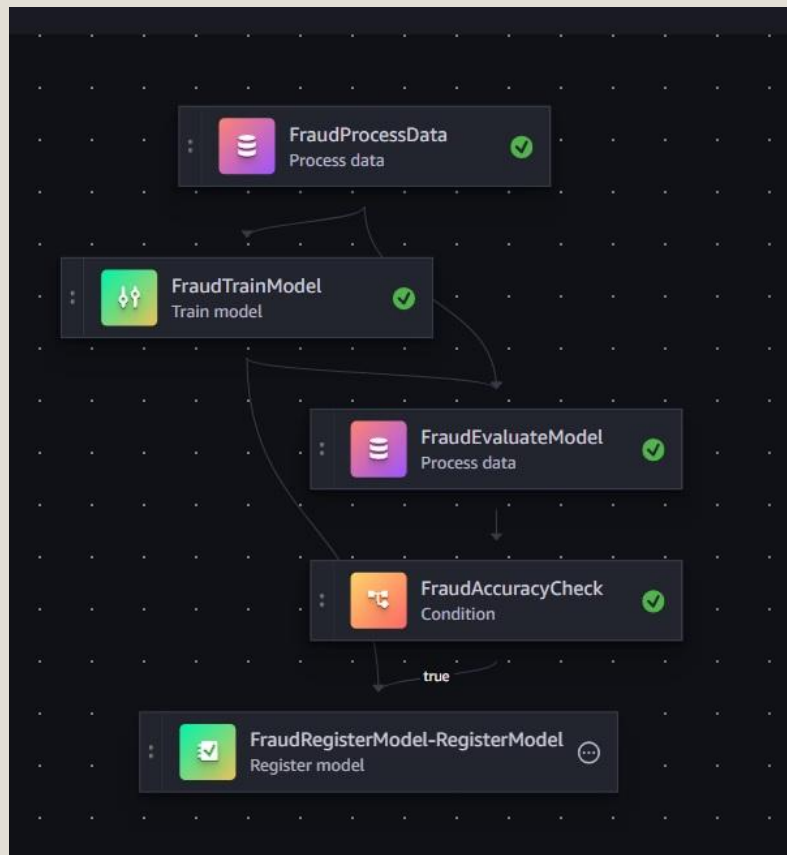 FraudProcessData
Process data
FraudTrainModel
Train model
FraudEvaluateModel
Process data
FraudAccuracyCheck
Condition
true
FraudRegisterModel-RegisterModel
Register model